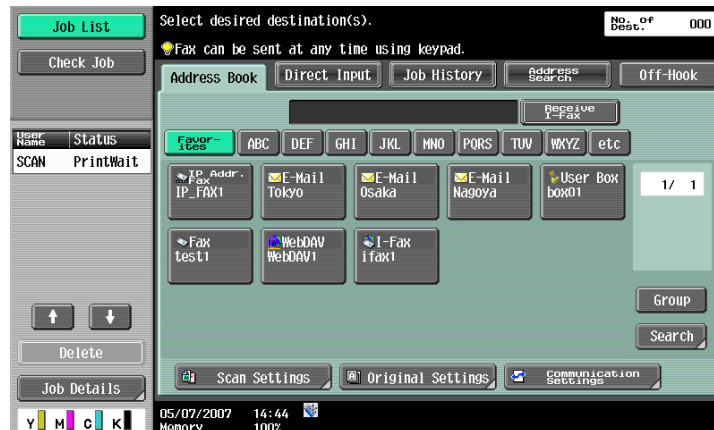 Job List
Check Job
User Name Status
SCAN PrintWait
Delete
Job Details
Y M C K
Select desired destination(s).
No. of Dest. 000
Fax can be sent at any time using keypad.
Address Book Direct Input Job History Address Search Off-Hook
Receive I-Fax
Favor-ites ABC DEF GHI JKL MNO PQRS TUV WXYZ etc
IP Addr. Fax E-Mail E-Mail E-Mail User Box
IP_FAX1 Tokyo Osaka Nagoya box01
1/ 1
Fax WebDAV I-Fax
test1 WebDAV1 ifax1
Group
Search
Scan Settings Original Settings Communication Settings
05/07/2007 14:44
Memory 100%